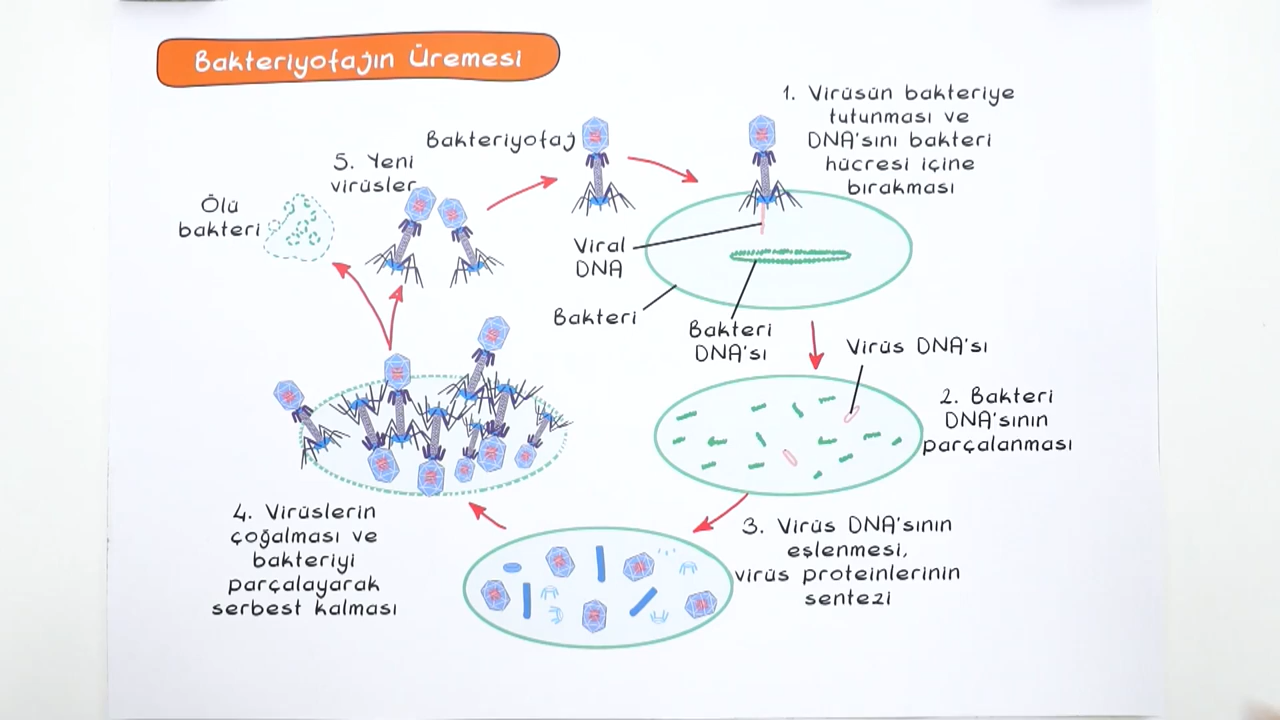 Bakteriyofajın Üremesi
1. Virüsün bakteriye
tutunması ve
DNA'sını bakteri
hücresi içine
bırakması
Bakteriyofaj
5. Yeni
virüsler
Ölü
bakteri
Viral
DNA
Bakteri
Bakteri
DNA'sı
Virüs DNA'sı
2. Bakteri
DNA'sının
parçalanması
3. Virüs DNA'sının
eşlenmesi,
virüs proteinlerinin
sentezi
4. Virüslerin
çoğalması ve
bakteriyi
parçalayarak
serbest kalması